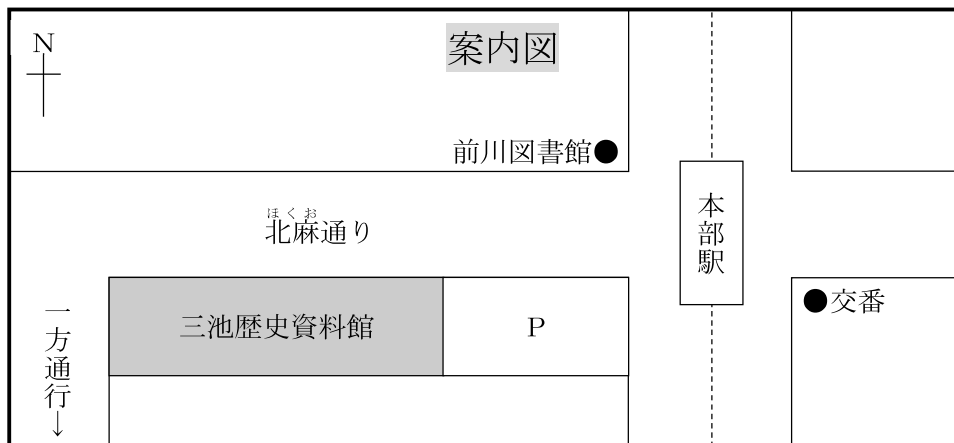 案内図
N
前川図書館
本部駅
ほくお
北麻通り
三池歴史資料館
P
交番
一方通行↓